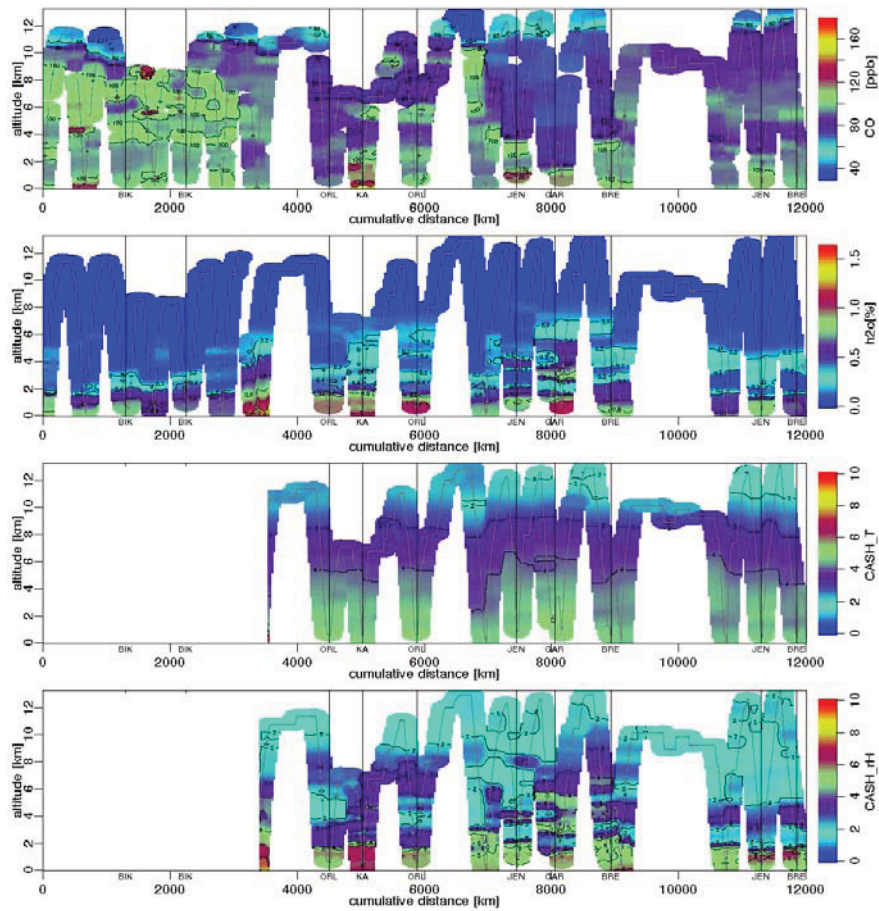 altitude [km]
0 2 4 6 8 10 12
BIK BIK ORL KA ORL JEN GAR BRE JEN BRE
0 2000 4000 6000 8000 10000 12000
cumulative distance [km]
40 80 120 160
CO [ppb]
altitude [km]
0 2 4 6 8 10 12
BIK BIK ORL KA ORL JEN GAR BRE JEN BRE
0 2000 4000 6000 8000 10000 12000
cumulative distance [km]
0.0 0.5 1.0 1.5
h2o[%]
altitude [km]
0 2 4 6 8 10 12
BIK BIK ORL KA ORL JEN GAR BRE JEN BRE
0 2000 4000 6000 8000 10000 12000
cumulative distance [km]
0 2 4 6 8 10
CASH_T
altitude [km]
0 2 4 6 8 10 12
BIK BIK ORL KA ORL JEN GAR BRE JEN BRE
0 2000 4000 6000 8000 10000 12000
cumulative distance [km]
0 2 4 6 8 10
CASH_rH